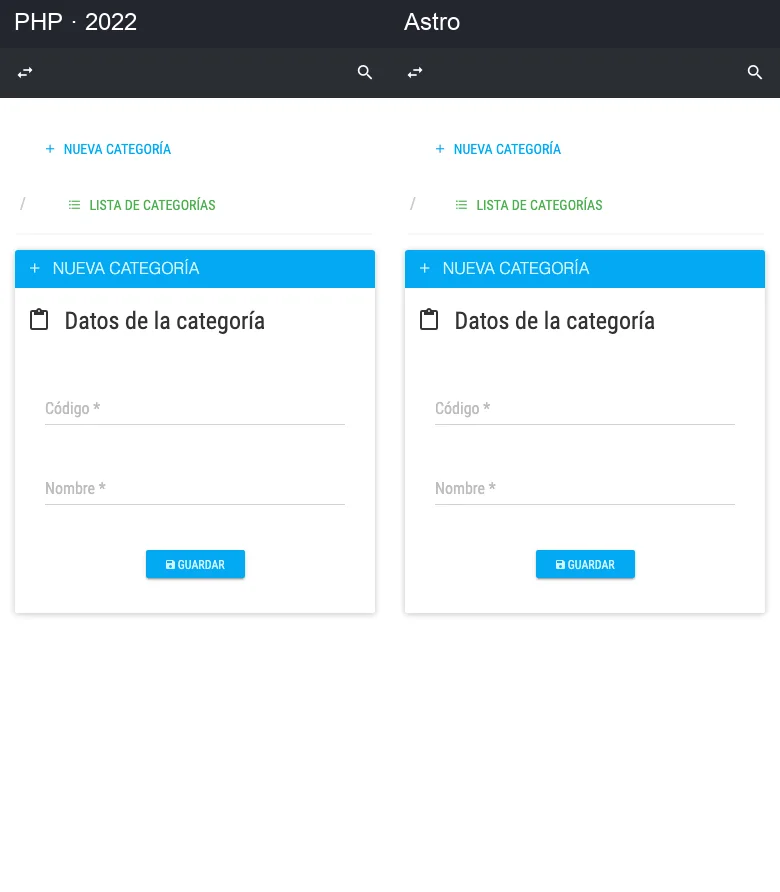 PHP · 2022
NUEVA CATEGORÍA
/ LISTA DE CATEGORÍAS
NUEVA CATEGORÍA
Datos de la categoría
Código *
Nombre *
GUARDAR
Astro
NUEVA CATEGORÍA
/ LISTA DE CATEGORÍAS
NUEVA CATEGORÍA
Datos de la categoría
Código *
Nombre *
GUARDAR